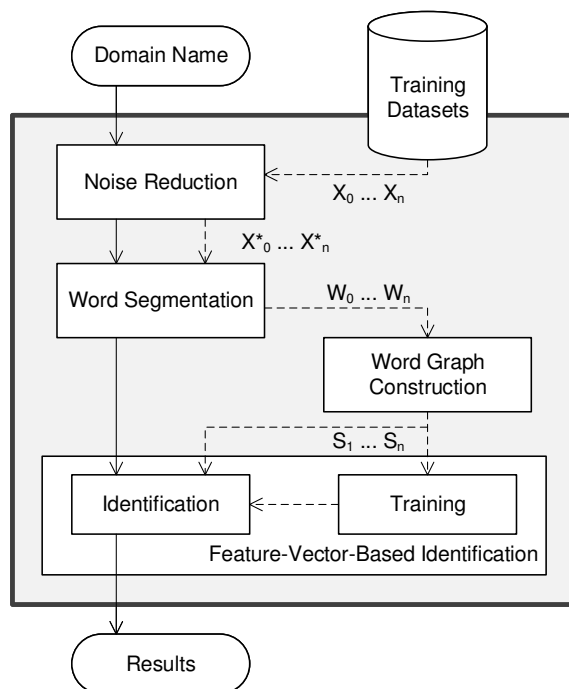 Domain Name
Training
Datasets
Noise Reduction
X₀ ... Xₙ
X*₀ ... X*ₙ
Word Segmentation
W₀ ... Wₙ
Word Graph
Construction
S₁ ... Sₙ
Identification
Training
Feature-Vector-Based Identification
Results